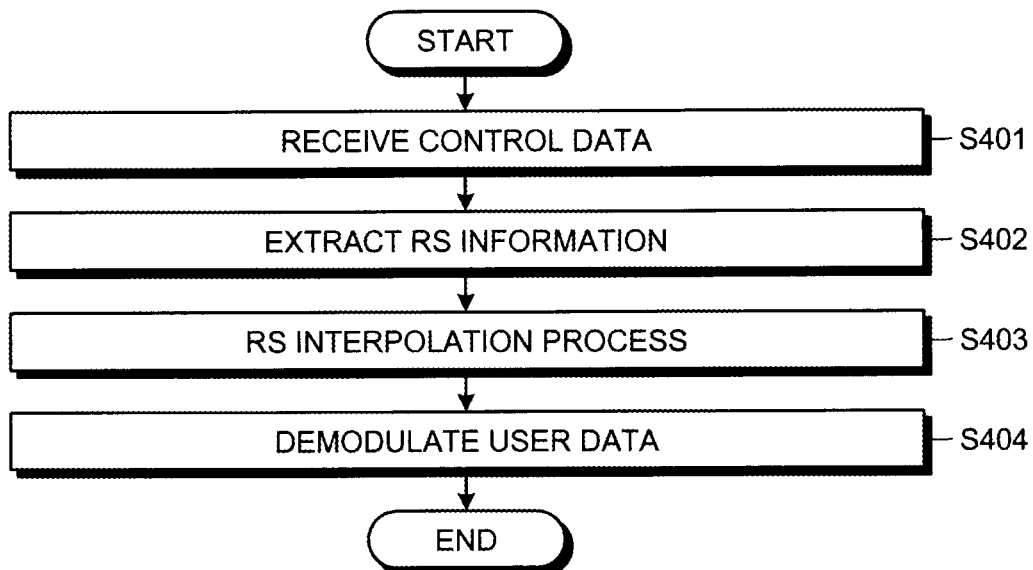 START
RECEIVE CONTROL DATA
S401
EXTRACT RS INFORMATION
S402
RS INTERPOLATION PROCESS
S403
DEMODULATE USER DATA
S404
END